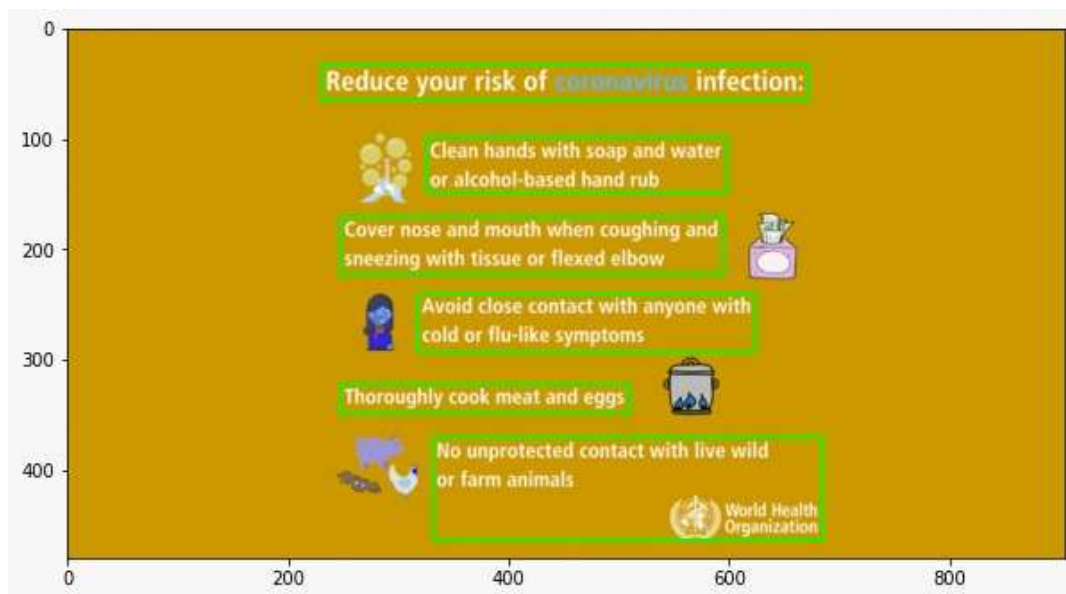 0
100
200
300
400
Reduce your risk of coronavirus infection:
Clean hands with soap and water
or alcohol-based hand rub
Cover nose and mouth when coughing and
sneezing with tissue or flexed elbow
Avoid close contact with anyone with
cold or flu-like symptoms
Thoroughly cook meat and eggs
No unprotected contact with live wild
or farm animals
World Health
Organization
0 200 400 600 800